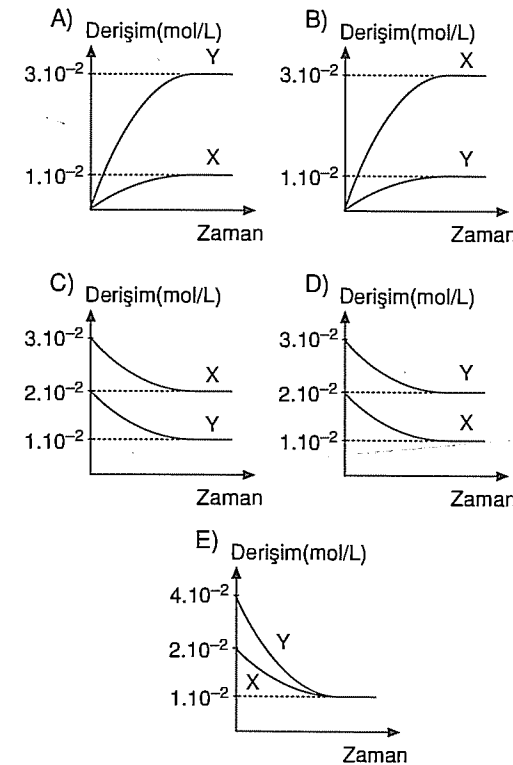 A) Derişim(mol/L)
Y
3.10⁻²
X
1.10⁻²
Zaman
B) Derişim(mol/L)
X
3.10⁻²
Y
1.10⁻²
Zaman
C) Derişim(mol/L)
3.10⁻²
X
2.10⁻²
Y
1.10⁻²
Zaman
D) Derişim(mol/L)
3.10⁻²
Y
2.10⁻²
X
1.10⁻²
Zaman
E) Derişim(mol/L)
4.10⁻²
Y
2.10⁻²
X
1.10⁻²
Zaman